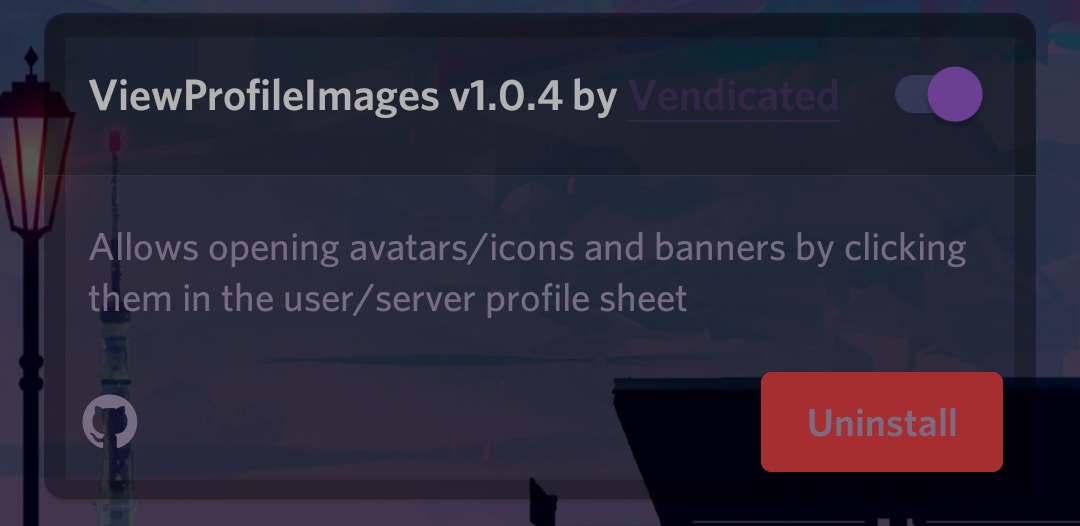 ViewProfileImages v1.0.4 by Vendicated
Allows opening avatars/icons and banners by clicking
them in the user/server profile sheet
Uninstall